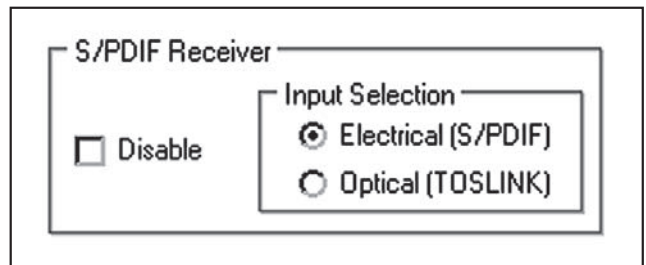 S/PDIF Receiver
Input Selection
Disable
Electrical (S/PDIF)
Optical (TOSLINK)